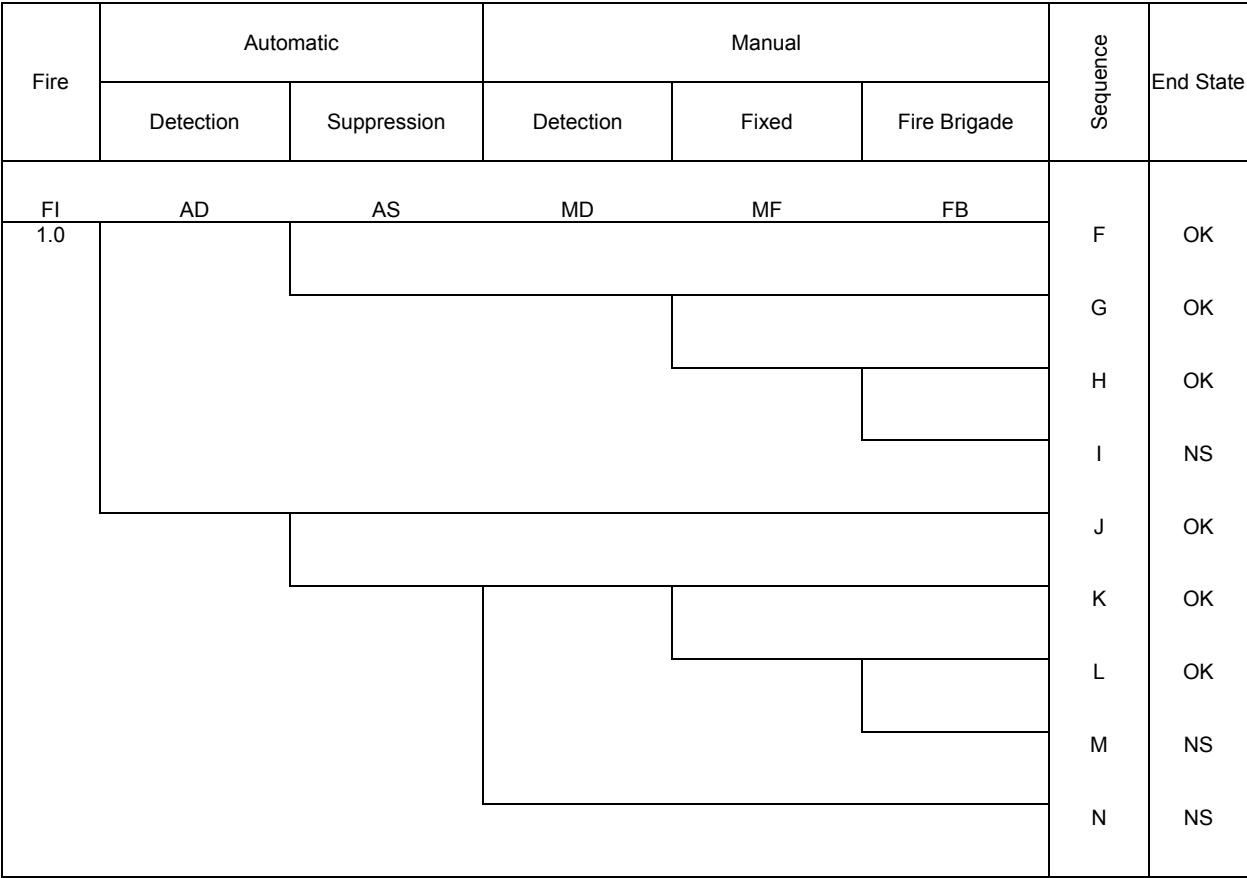 Fire
Automatic
Manual
Sequence
End State
Detection
Suppression
Detection
Fixed
Fire Brigade
FI AD AS MD MF FB
1.0
F OK
G OK
H OK
I NS
J OK
K OK
L OK
M NS
N NS